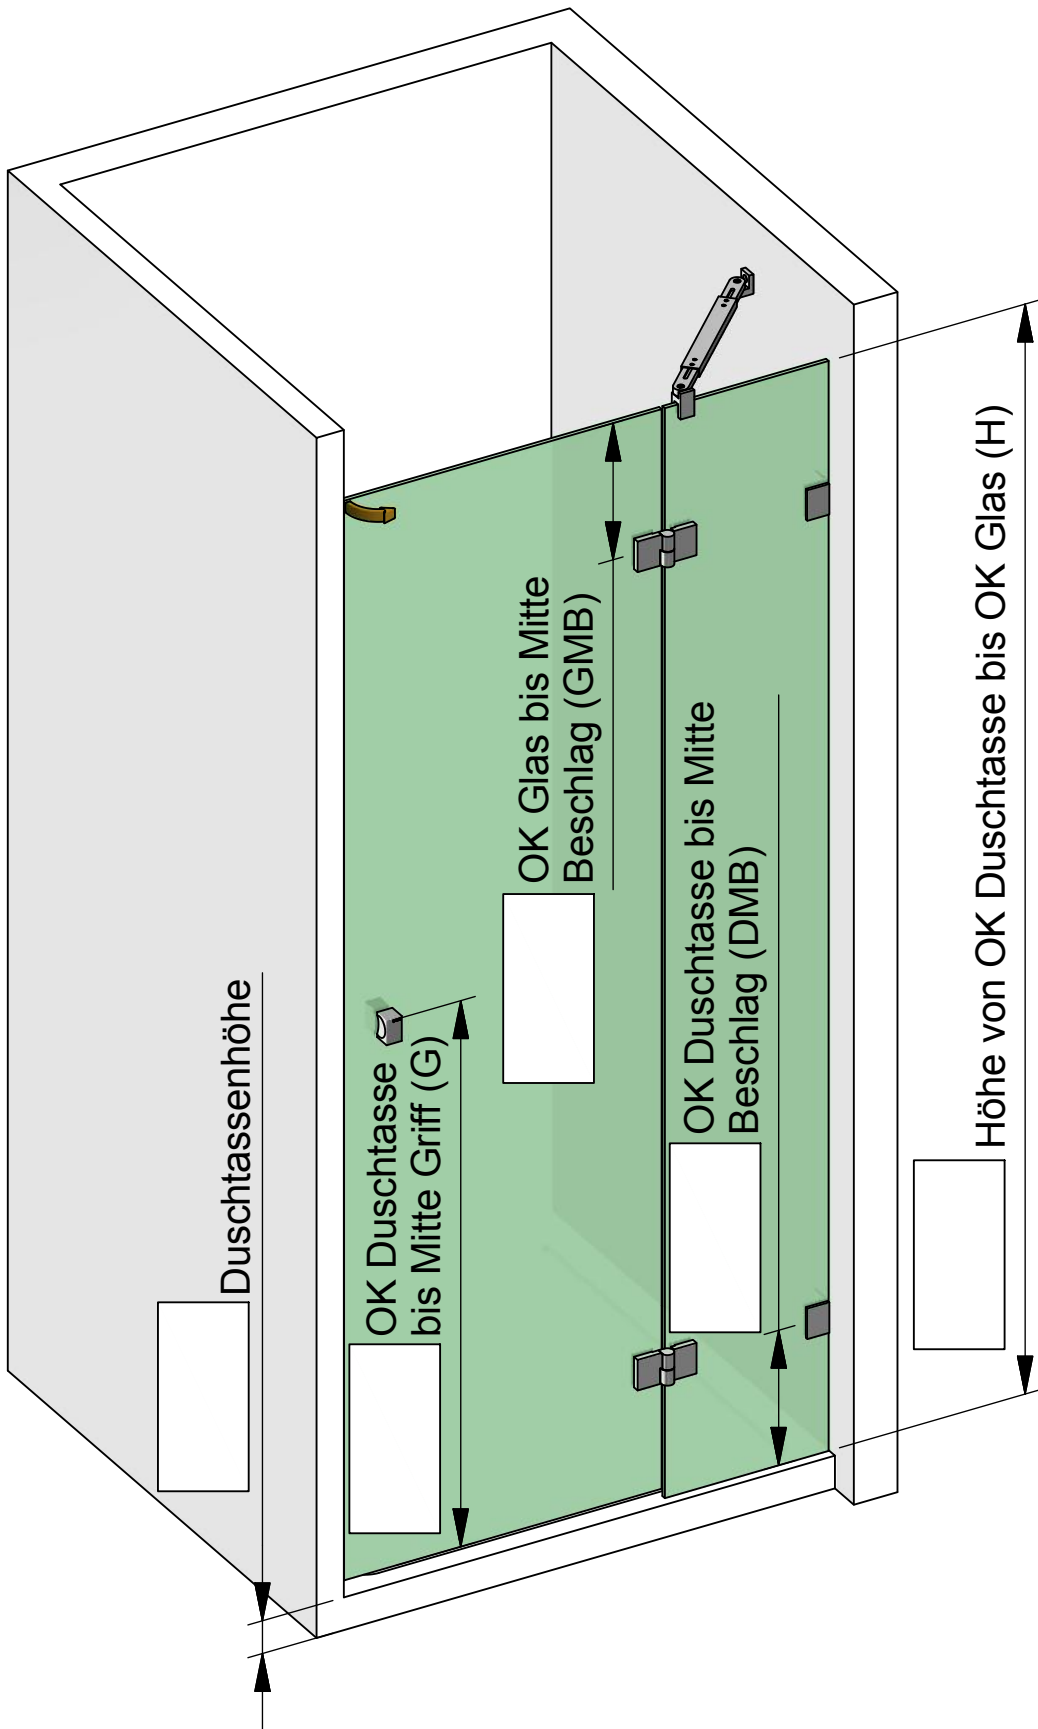 Duschtassenhöhe
OK Duschtasse
bis Mitte Griff (G)
OK Glas bis Mitte
Beschlag (GMB)
OK Duschtasse bis Mitte
Beschlag (DMB)
Höhe von OK Duschtasse bis OK Glas (H)